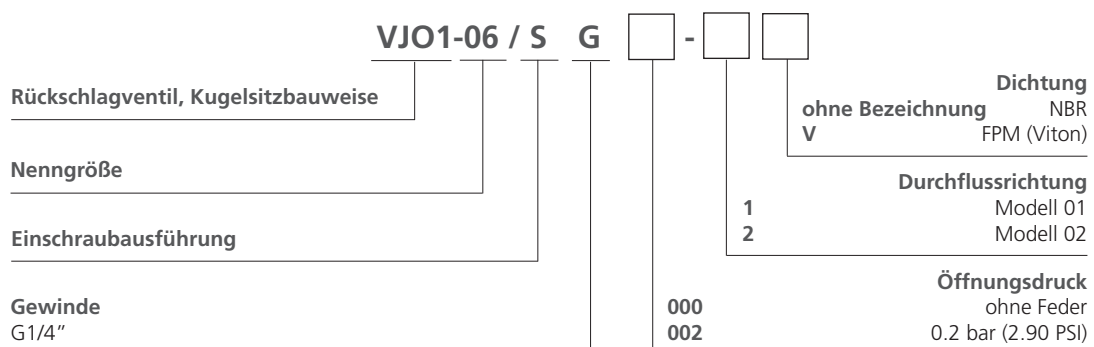 VJO1-06 / S G -
Dichtung
Rückschlagventil, Kugelsitzbauweise
ohne Bezeichnung NBR
V FPM (Viton)
Nenngröße
Durchflussrichtung
1 Modell 01
2 Modell 02
Einschraubausführung
Öffnungsdruck
Gewinde
000 ohne Feder
G1/4”
002 0.2 bar (2.90 PSI)